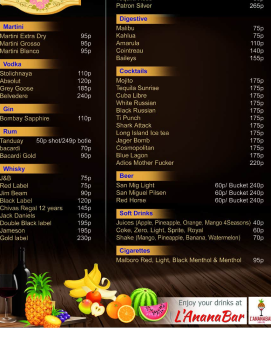 Martini
Martini Extra Dry 95p
Martini Grosso 95p
Martini Bianco 95p
Vodka
Stolichnaya 110p
Absolut 120p
Grey Goose 185p
Belvedere 240p
Gin
Bombay Sapphire 110p
Rum
Tanduay 50p shot/249p botle
bacardi 70p
Bacardi Gold 90p
Whisky
J&B 75p
Red Label 75p
Jim Beam 90p
Black Label 120p
Chivas Regal 12 years 145p
Jack Daniels 165p
Double Black label 195p
Jameson 195p
Gold label 230p
Patron Silver 265p
Digestive
Malibu 75p
Kahlua 75p
Amarula 110p
Cointreau 140p
Baileys 155p
Cocktails
Mojito 175p
Tequila Sunrise 175p
Cuba Libre 175p
White Russian 175p
Black Russian 175p
Ti Punch 175p
Shark Attack 175p
Long Island Ice tea 175p
Jager Bomb 175p
Cosmopolitan 175p
Blue Lagon 175p
Adios Mother Fucker 220p
Beer
San Mig Light 60p/ Bucket 240p
San Miguel Pilsen 60p/ Bucket 240p
Red Horse 60p/ Bucket 240p
Soft Drinks
Juices (Apple, Pineapple, Orange, Mango 4Seasons) 40p
Coke, Zero, Light, Sprite, Royal 60p
Shake (Mango, Pineapple, Banana, Watermelon) 70p
Cigarettes
Malboro Red, Light, Black Menthol & Menthol 95p
Enjoy your drinks at
L'AnanaBar
L'ANANABAR